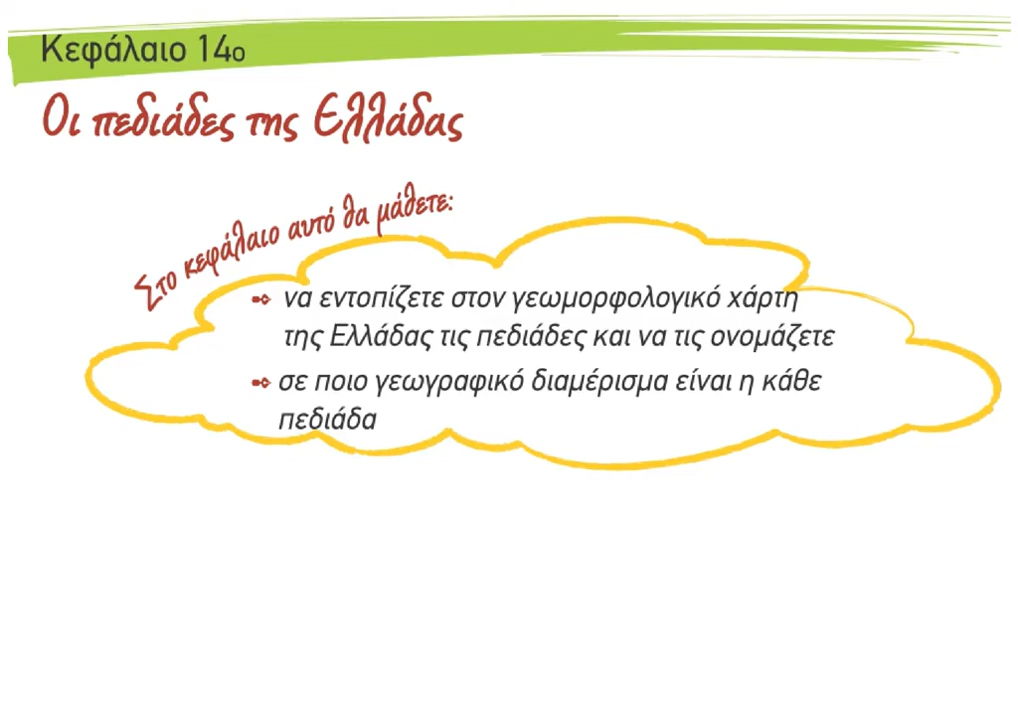 Κεφάλαιο 14ο
Οι πεδιάδες της Ελλάδας
Στο κεφάλαιο αυτό θα μάθετε:
να εντοπίζετε στον γεωμορφολογικό χάρτη
της Ελλάδας τις πεδιάδες και να τις ονομάζετε
σε ποιο γεωγραφικό διαμέρισμα είναι η κάθε
πεδιάδα